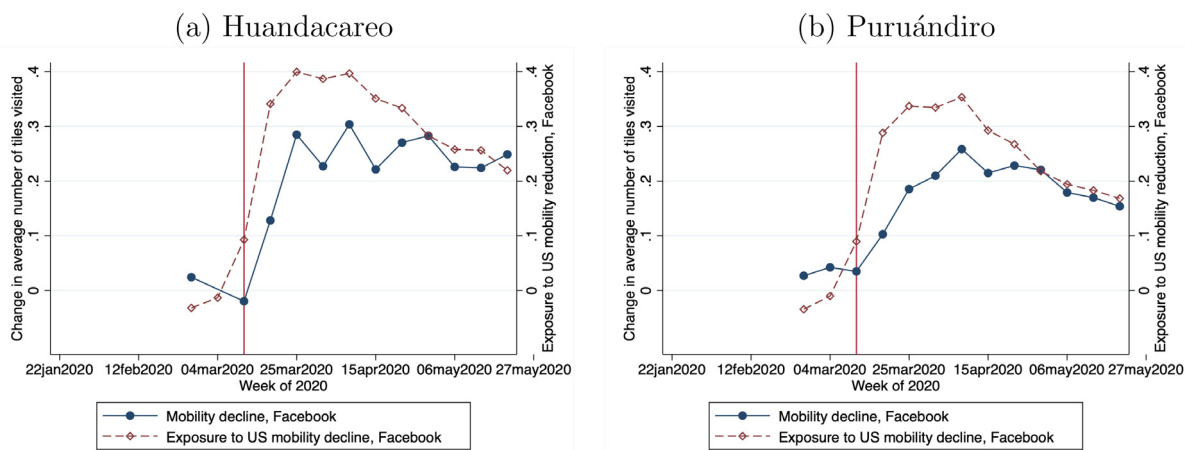 (a) Huandacareo
Change in average number of tiles visited
.4
.3
.2
.1
0
.4
.3
.2
.1
0
Exposure to US mobility reduction, Facebook
22jan2020 12feb2020 04mar2020 25mar2020 15apr2020 06may2020 27may2020
Week of 2020
Mobility decline, Facebook
Exposure to US mobility decline, Facebook
(b) Puruándiro
Change in average number of tiles visited
.4
.3
.2
.1
0
.4
.3
.2
.1
0
Exposure to US mobility reduction, Facebook
22jan2020 12feb2020 04mar2020 25mar2020 15apr2020 06may2020 27may2020
Week of 2020
Mobility decline, Facebook
Exposure to US mobility decline, Facebook